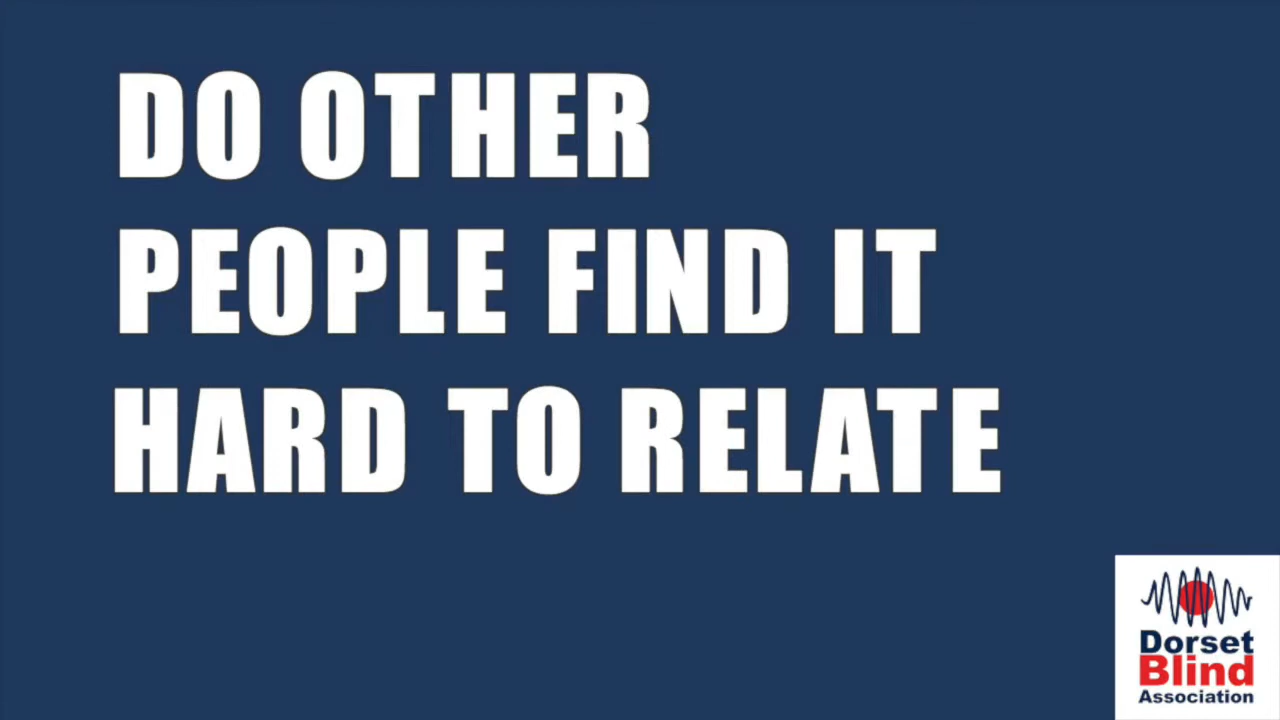 DO OTHER
PEOPLE FIND IT
HARD TO RELATE
Dorset
Blind
Association